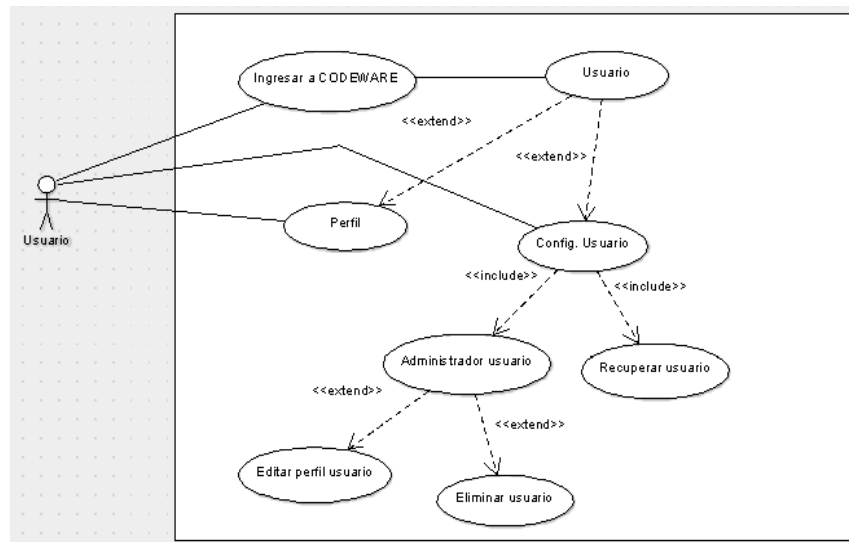 Ingresar a CODEWARE
Usuario
<<extend>>
<<extend>>
Perfil
Usuario
Config. Usuario
<<include>>
<<include>>
Administrador usuario
Recuperar usuario
<<extend>>
<<extend>>
Editar perfil usuario
Eliminar usuario